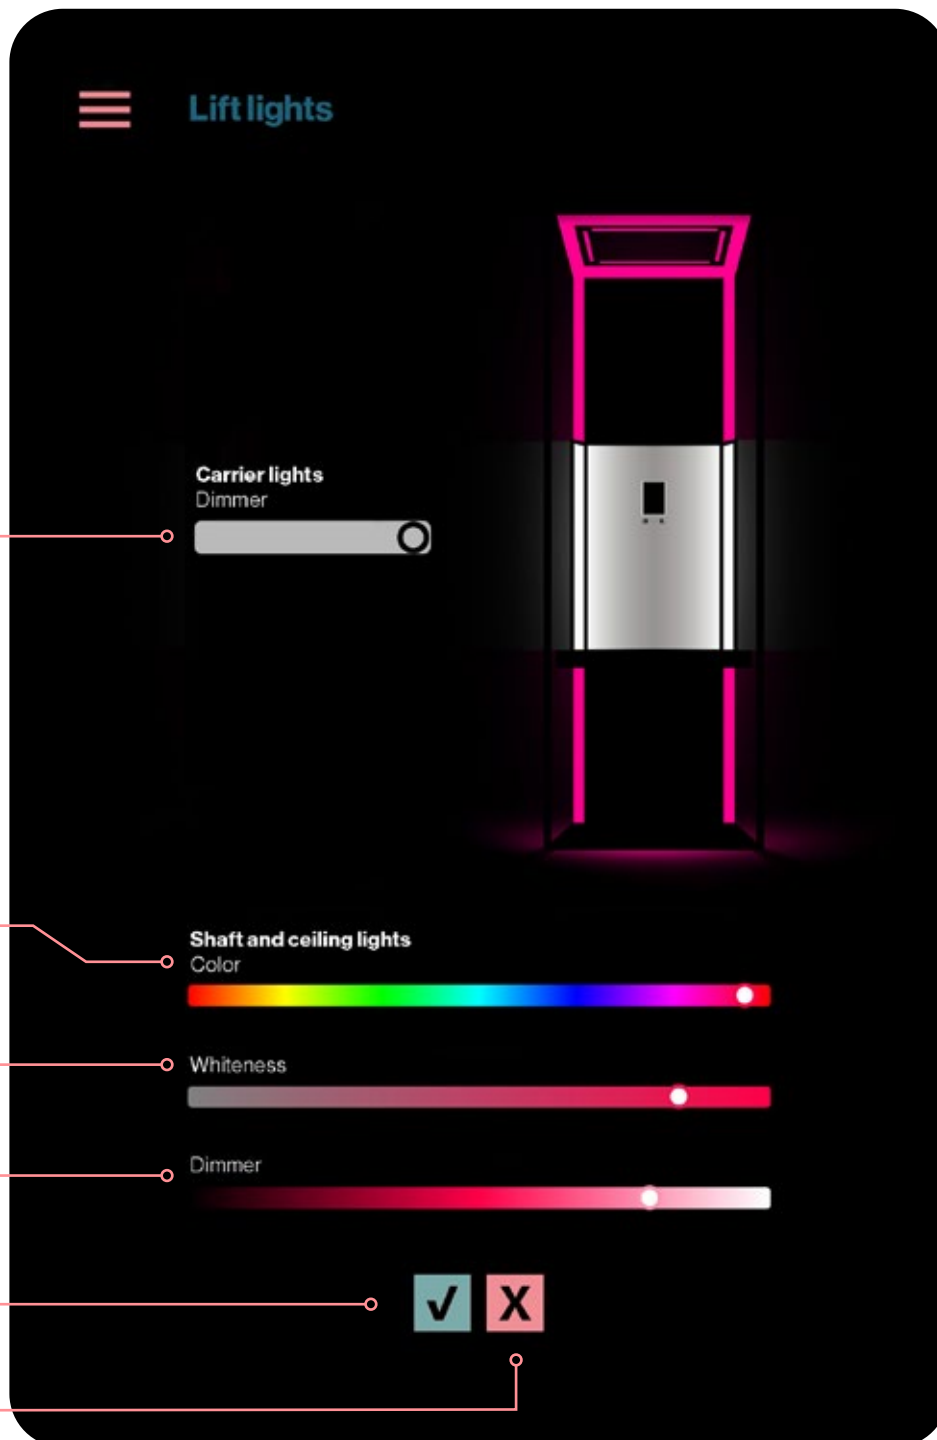 Lift lights
Carrier lights
Dimmer
Shaft and ceiling lights
Color
Whiteness
Dimmer
✓ X